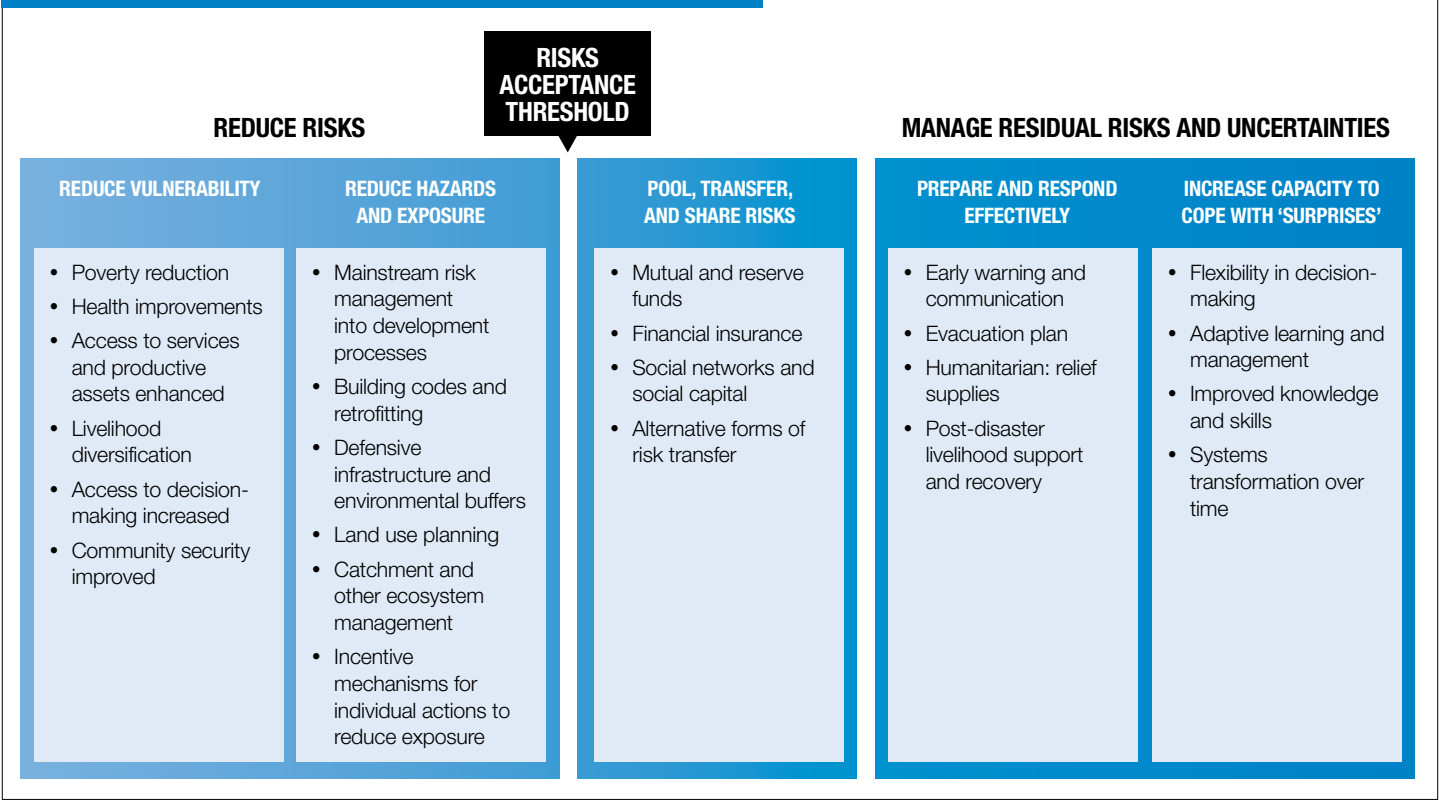 RISKS
ACCEPTANCE
THRESHOLD
REDUCE RISKS
MANAGE RESIDUAL RISKS AND UNCERTAINTIES
REDUCE VULNERABILITY
• Poverty reduction
• Health improvements
• Access to services
and productive
assets enhanced
• Livelihood
diversification
• Access to decision-
making increased
• Community security
improved
REDUCE HAZARDS
AND EXPOSURE
• Mainstream risk
management
into development
processes
• Building codes and
retrofitting
• Defensive
infrastructure and
environmental buffers
• Land use planning
• Catchment and
other ecosystem
management
• Incentive
mechanisms for
individual actions to
reduce exposure
POOL, TRANSFER,
AND SHARE RISKS
• Mutual and reserve
funds
• Financial insurance
• Social networks and
social capital
• Alternative forms of
risk transfer
PREPARE AND RESPOND
EFFECTIVELY
• Early warning and
communication
• Evacuation plan
• Humanitarian: relief
supplies
• Post-disaster
livelihood support
and recovery
INCREASE CAPACITY TO
COPE WITH ‘SURPRISES’
• Flexibility in decision-
making
• Adaptive learning and
management
• Improved knowledge
and skills
• Systems
transformation over
time